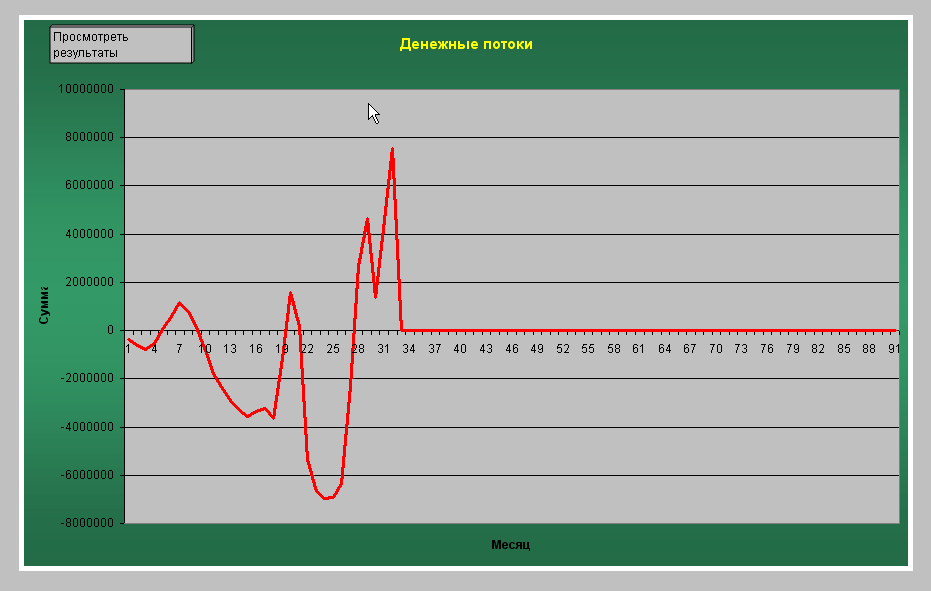 Просмотреть
результаты
Денежные потоки
10000000
8000000
6000000
4000000
2000000
0
-2000000
-4000000
-6000000
-8000000
Сумма
1 4 7 10 13 16 19 22 25 28 31 34 37 40 43 46 49 52 55 58 61 64 67 70 73 76 79 82 85 88 91
Месяц